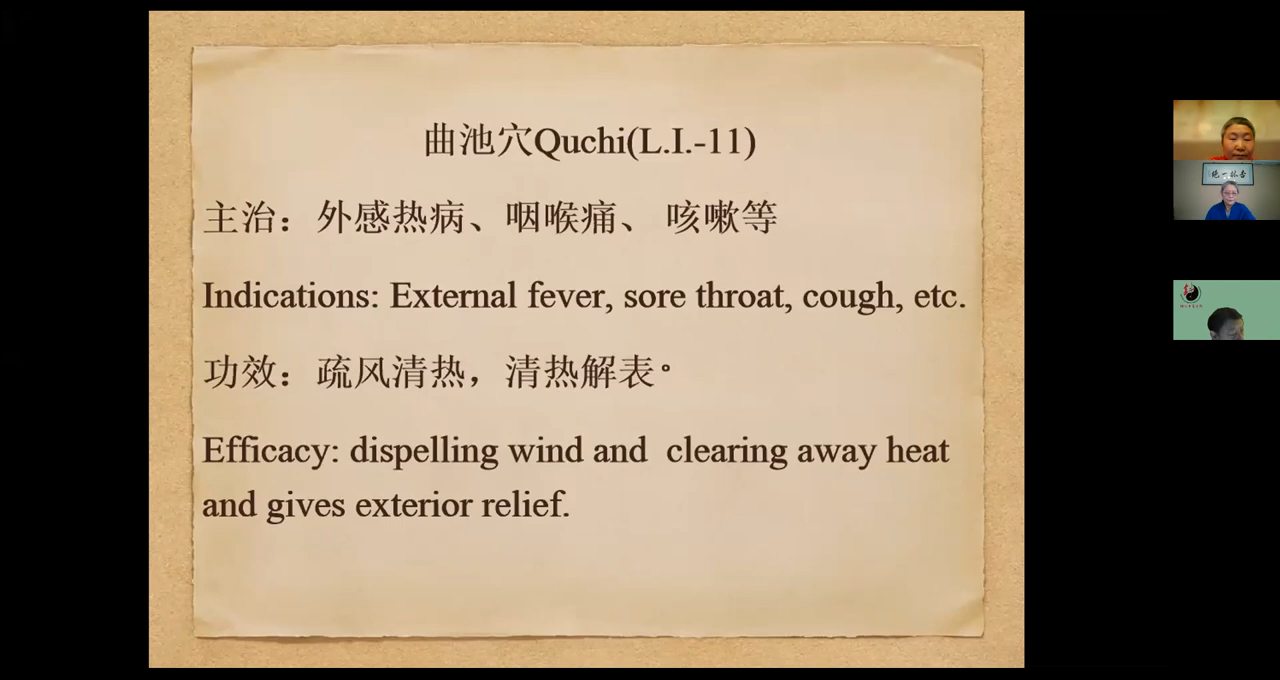 曲池穴Quchi(L.I.-11)
主治：外感热病、咽喉痛、 咳嗽等
Indications: External fever, sore throat, cough, etc.
功效：疏风清热，清热解表。
Efficacy: dispelling wind and  clearing away heat
and gives exterior relief.